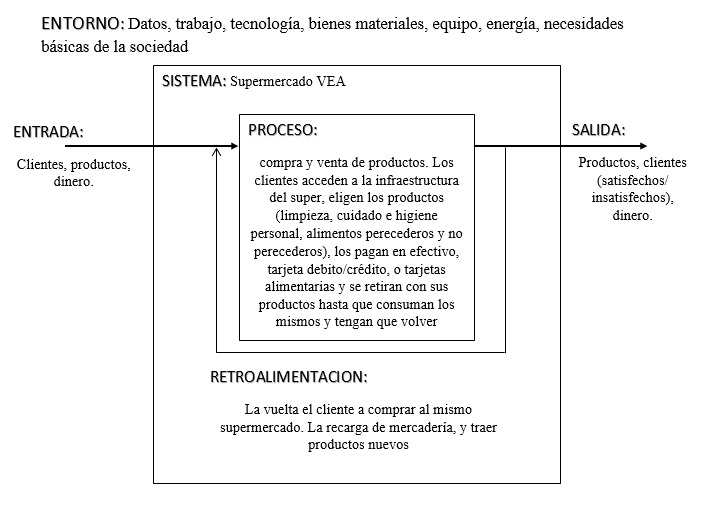 ENTORNO: Datos, trabajo, tecnología, bienes materiales, equipo, energía, necesidades
básicas de la sociedad
SISTEMA: Supermercado VEA
ENTRADA:
Clientes, productos,
dinero.
PROCESO:
compra y venta de productos. Los
clientes acceden a la infraestructura
del super, eligen los productos
(limpieza, cuidado e higiene
personal, alimentos perecederos y no
perecederos), los pagan en efectivo,
tarjeta debito/crédito, o tarjetas
alimentarias y se retiran con sus
productos hasta que consuman los
mismos y tengan que volver
SALIDA:
Productos, clientes
(satisfechos/
insatisfechos),
dinero.
RETROALIMENTACION:
La vuelta el cliente a comprar al mismo
supermercado. La recarga de mercadería, y traer
productos nuevos